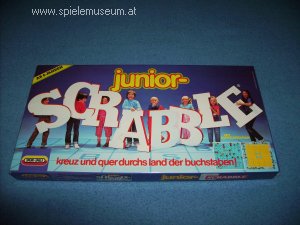 www.spielemuseum.at
junior-
SCRABBLE
kreuz und quer durchs land der buchstaben!
junior-
SCRABBLE